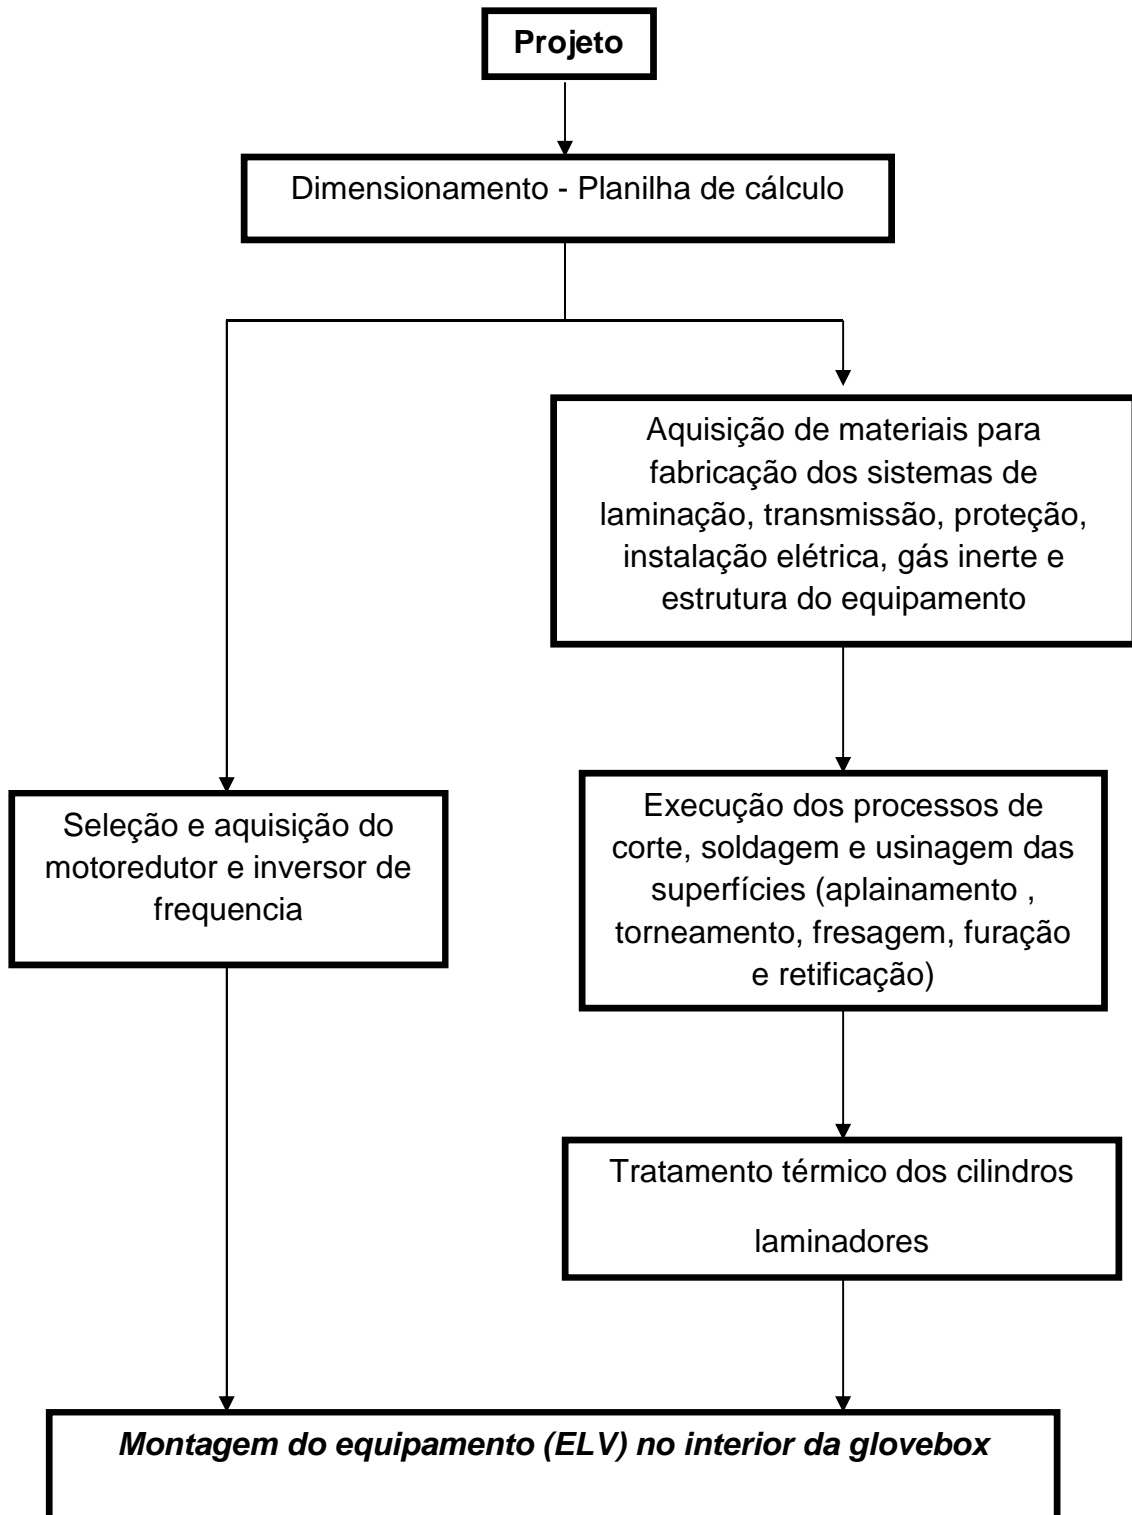 Projeto
Dimensionamento - Planilha de cálculo
Aquisição de materiais para
fabricação dos sistemas de
laminação, transmissão, proteção,
instalação elétrica, gás inerte e
estrutura do equipamento
Seleção e aquisição do
motoredutor e inversor de
frequencia
Execução dos processos de
corte, soldagem e usinagem das
superfícies (aplainamento ,
torneamento, fresagem, furação
e retificação)
Tratamento térmico dos cilindros
laminadores
Montagem do equipamento (ELV) no interior da glovebox